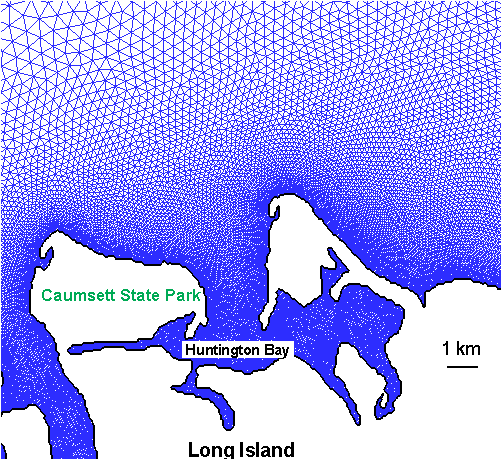 Caumsett State Park
Huntington Bay
1 km
Long Island